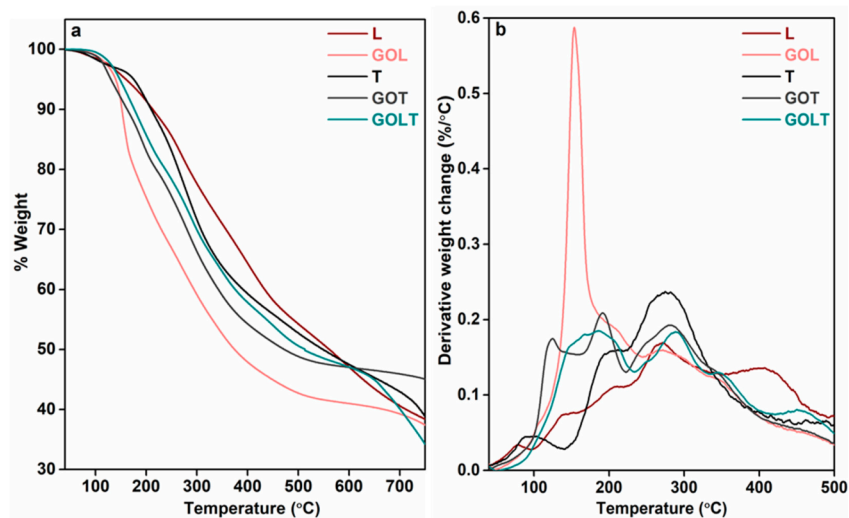 a
L
GOL
T
GOT
GOLT
100
90
80
70
60
50
40
30
% Weight
100 200 300 400 500 600 700
Temperature (°C)
b
L
GOL
T
GOT
GOLT
0.6
0.5
0.4
0.3
0.2
0.1
0.0
Derivative weight change (%/°C)
100 200 300 400 500
Temperature (°C)